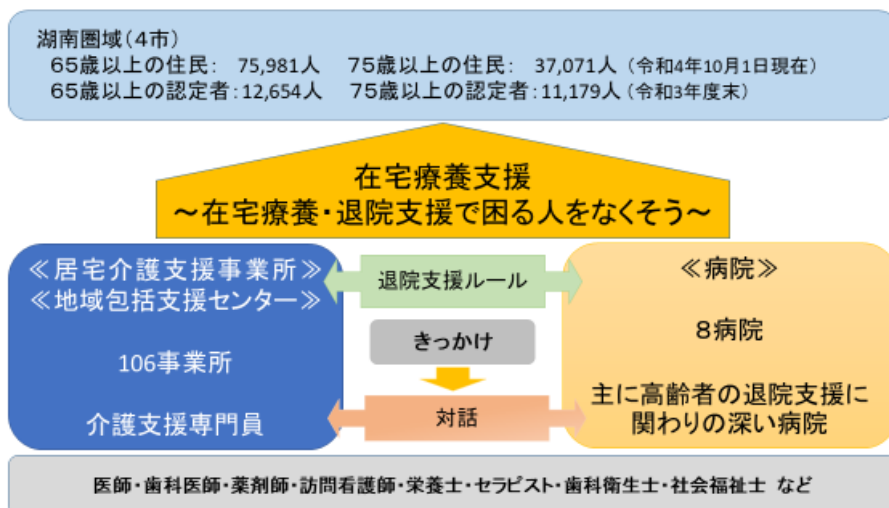 湖南圏域（４市）
65歳以上の住民： 75,981人　75歳以上の住民： 37,071人（令和4年10月1日現在）
65歳以上の認定者：12,654人　75歳以上の認定者：11,179人（令和3年度末）
在宅療養支援
～在宅療養・退院支援で困る人をなくそう～
≪居宅介護支援事業所≫
≪地域包括支援センター≫
106事業所
介護支援専門員
退院支援ルール
きっかけ
対話
≪病院≫
８病院
主に高齢者の退院支援に
関わりの深い病院
医師・歯科医師・薬剤師・訪問看護師・栄養士・セラピスト・歯科衛生士・社会福祉士 など